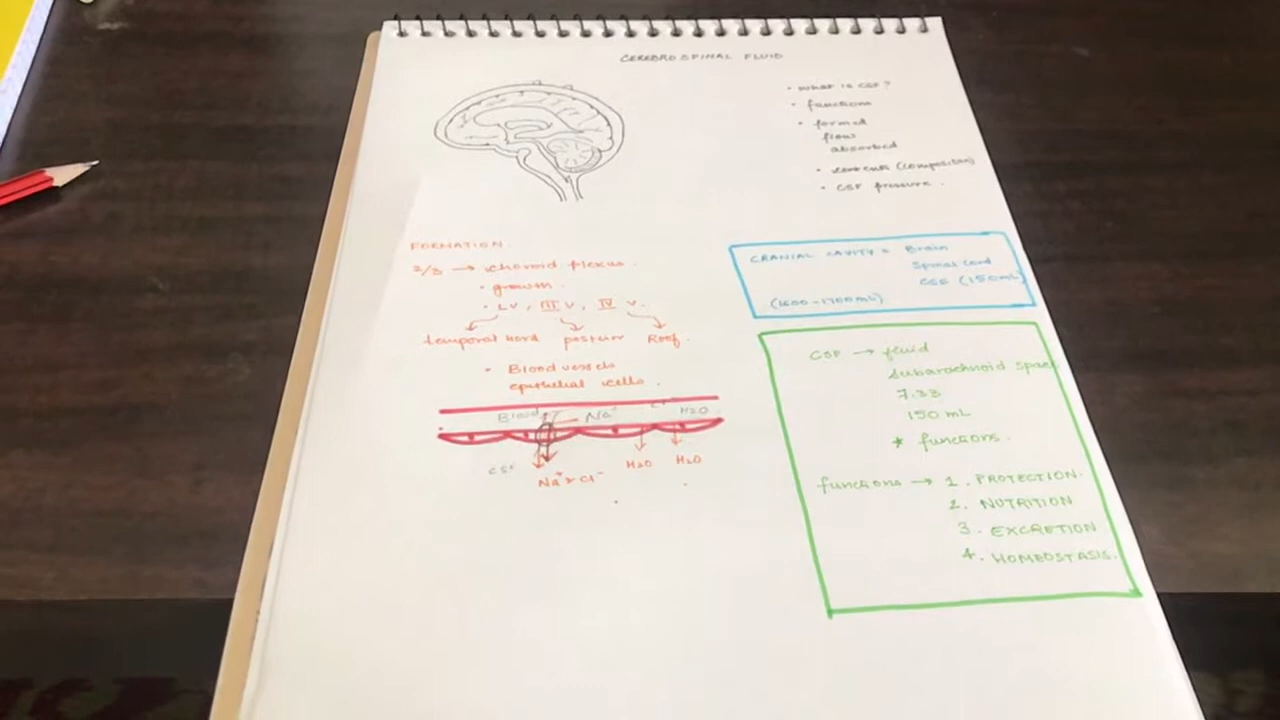 CEREBROSPINAL FLUID
• what is CSF?
• functions
• formed
flow
absorbed
• contents (composition)
• CSF pressure.
FORMATION.
2/3 → choroid plexus.
• growth.
• LV, III V, IV V.
temporal horn posterior Roof.
• Blood vessels
epithelial cells.
Blood Na+ Cl- H2O
CSF
Na+ Cl- H2O H2O
CRANIAL CAVITY = Brain
Spinal cord
CSF (150mL)
(1600-1700mL)
CSF → fluid
Subarachnoid space
7.33
150 mL
* functions.
functions → 1. PROTECTION.
2. NUTRITION
3. EXCRETION
4. HOMEOSTASIS.